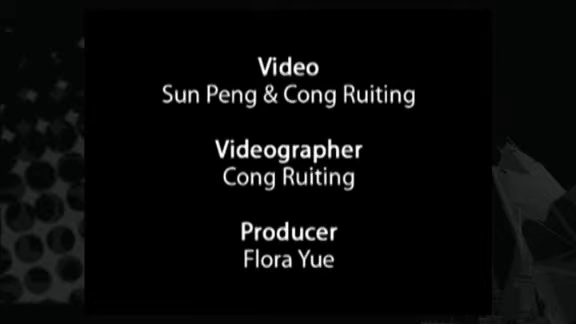 Video
Sun Peng & Cong Ruiting
Videographer
Cong Ruiting
Producer
Flora Yue